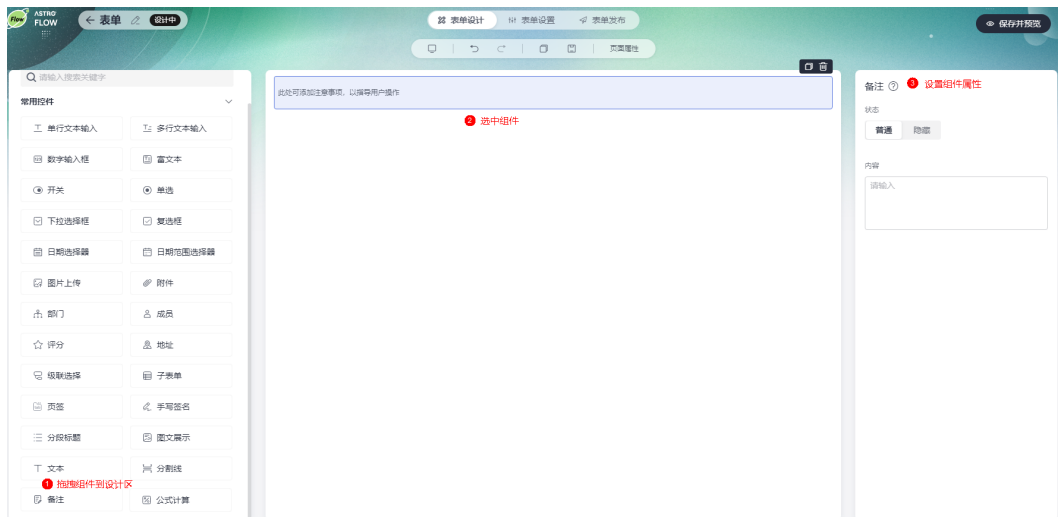 Flow ASTRO FLOW
← 表单 设计中
表单设计 表单设置 表单发布
保存并预览
页面属性
请输入搜索关键字
常用控件
单行文本输入 多行文本输入
数字输入框 富文本
开关 单选
下拉选择框 复选框
日期选择器 日期范围选择器
图片上传 附件
部门 成员
评分 地址
级联选择 子表单
页签 手写签名
分段标题 图文展示
文本 分割线
1 拖拽组件到设计区
备注 公式计算
此处可添加注意事项，以指导用户操作
2 选中组件
备注 3 设置组件属性
状态
普通 隐藏
内容
请输入